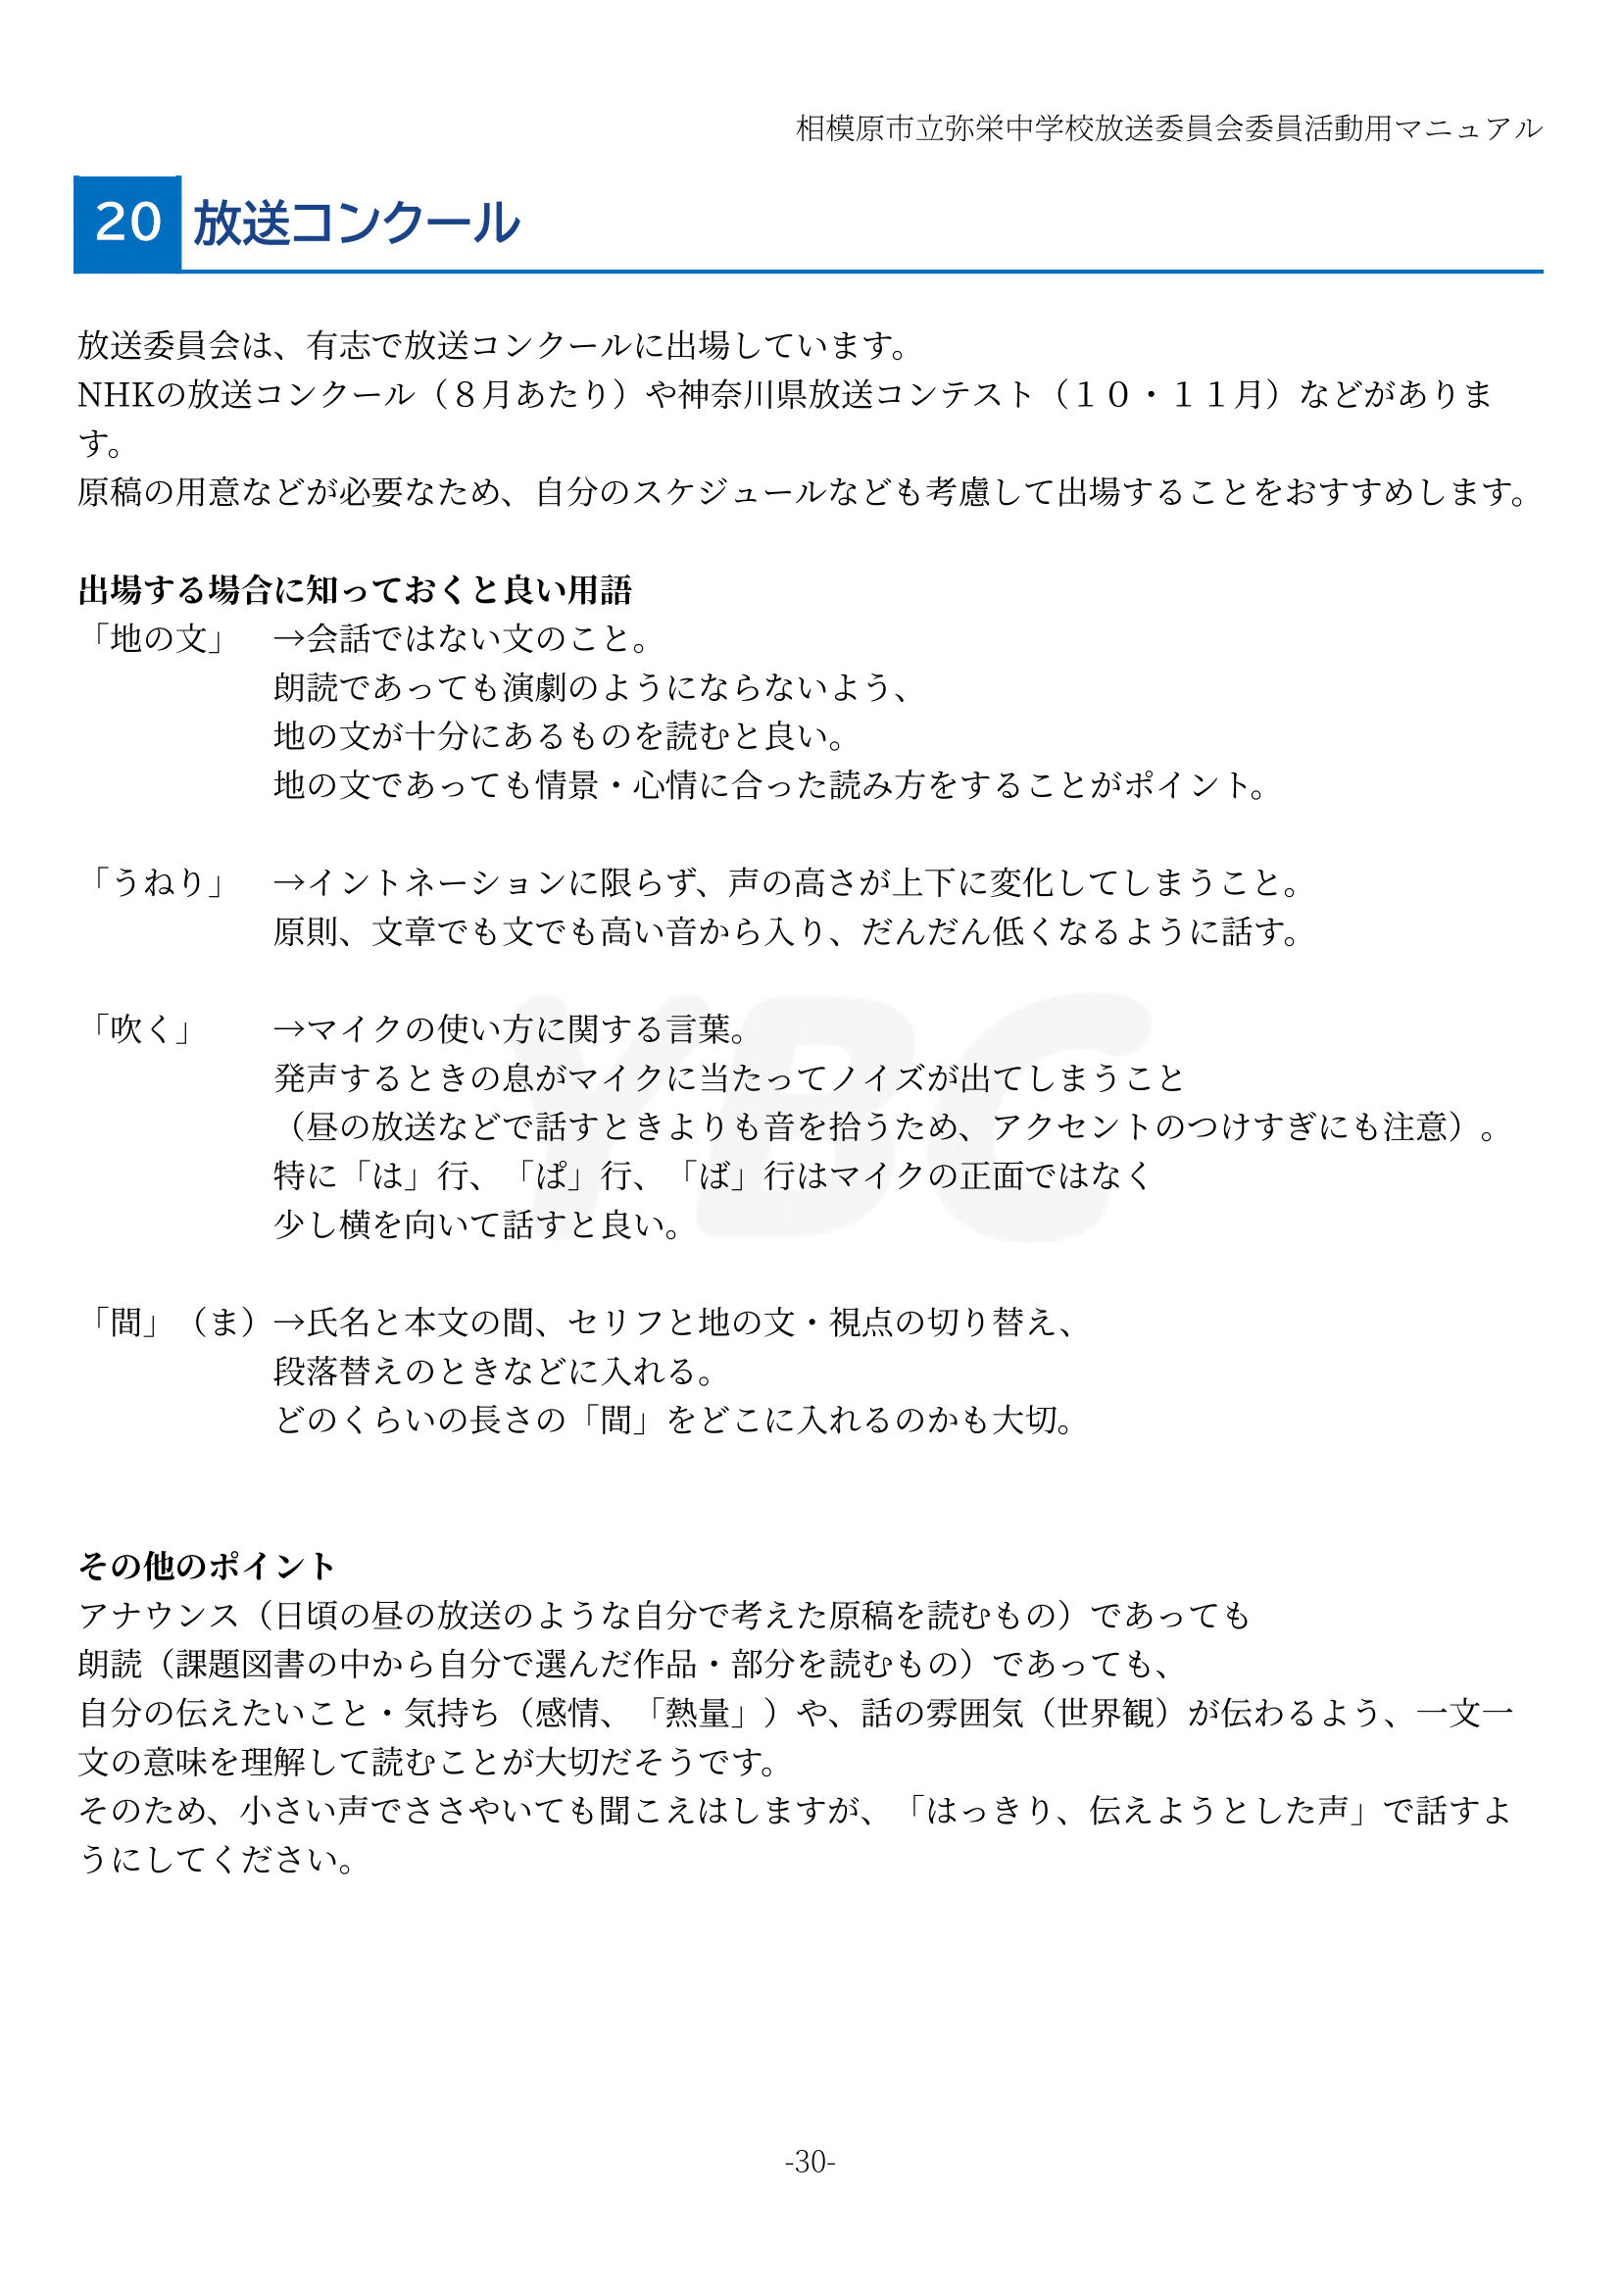 相模原市立弥栄中学校放送委員会委員活動用マニュアル
20 放送コンクール
放送委員会は、有志で放送コンクールに出場しています。
NHKの放送コンクール（８月あたり）や神奈川県放送コンテスト（１０・１１月）などがありま
す。
原稿の用意などが必要なため、自分のスケジュールなども考慮して出場することをおすすめします。
出場する場合に知っておくと良い用語
「地の文」　→会話ではない文のこと。
朗読であっても演劇のようにならないよう、
地の文が十分にあるものを読むと良い。
地の文であっても情景・心情に合った読み方をすることがポイント。
「うねり」　→イントネーションに限らず、声の高さが上下に変化してしまうこと。
原則、文章でも文でも高い音から入り、だんだん低くなるように話す。
「吹く」　　→マイクの使い方に関する言葉。
発声するときの息がマイクに当たってノイズが出てしまうこと
（昼の放送などで話すときよりも音を拾うため、アクセントのつけすぎにも注意）。
特に「は」行、「ぱ」行、「ば」行はマイクの正面ではなく
少し横を向いて話すと良い。
YBC
「間」（ま）→氏名と本文の間、セリフと地の文・視点の切り替え、
段落替えのときなどに入れる。
どのくらいの長さの「間」をどこに入れるのかも大切。
その他のポイント
アナウンス（日頃の昼の放送のような自分で考えた原稿を読むもの）であっても
朗読（課題図書の中から自分で選んだ作品・部分を読むもの）であっても、
自分の伝えたいこと・気持ち（感情、「熱量」）や、話の雰囲気（世界観）が伝わるよう、一文一
文の意味を理解して読むことが大切だそうです。
そのため、小さい声でささやいても聞こえはしますが、「はっきり、伝えようとした声」で話すよ
うにしてください。
-30-